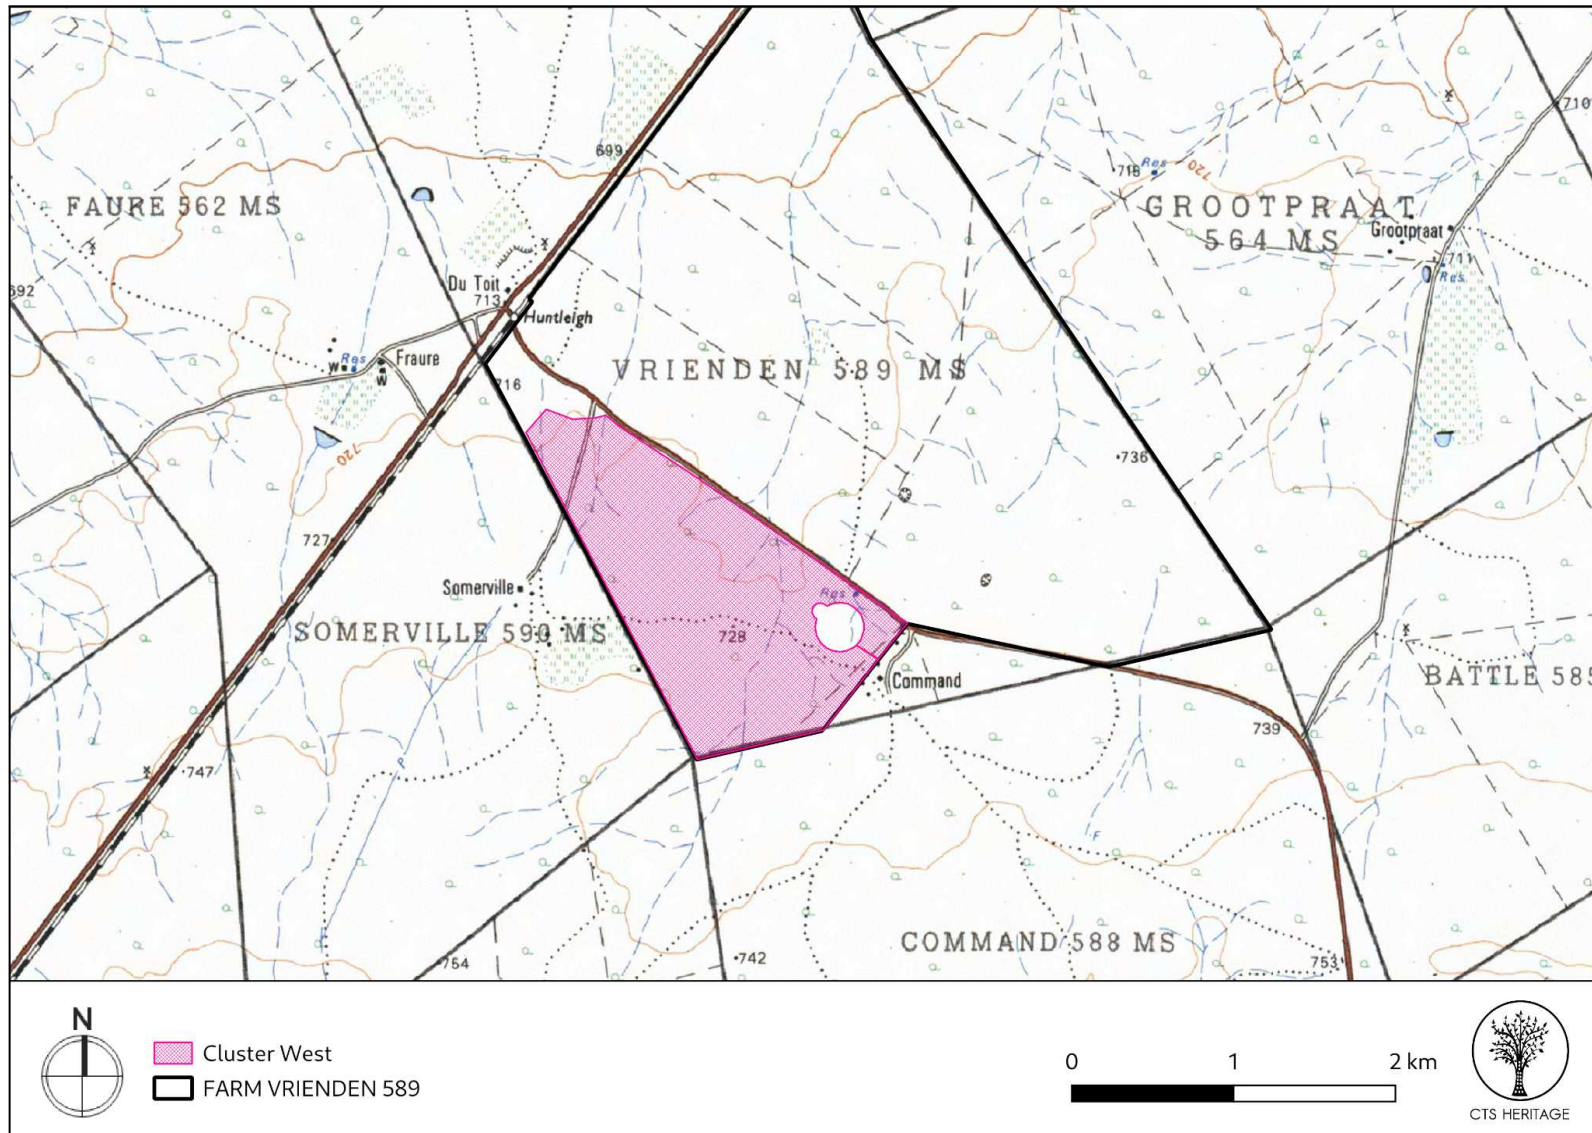 710
699
718
Res
720
FAURE 562 MS
GROOTPRAAT
564 MS
Grootpraat
711
Res
692
Du Toit
713
Huntleigh
Res
W
W
Fraure
716
VRIENDEN 589 MS
720
736
727
Somerville
Res
SOMERVILLE 590 MS
728
Command
BATTLE 585
739
747
P
F
754
742
COMMAND 588 MS
753
N
Cluster West
FARM VRIENDEN 589
0 1 2 km
CTS HERITAGE